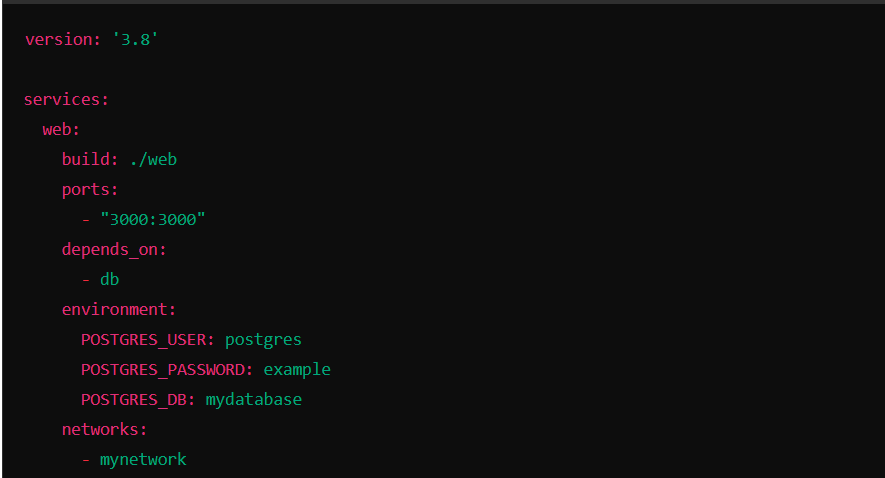 version: '3.8'
services:
web:
build: ./web
ports:
- "3000:3000"
depends_on:
- db
environment:
POSTGRES_USER: postgres
POSTGRES_PASSWORD: example
POSTGRES_DB: mydatabase
networks:
- mynetwork